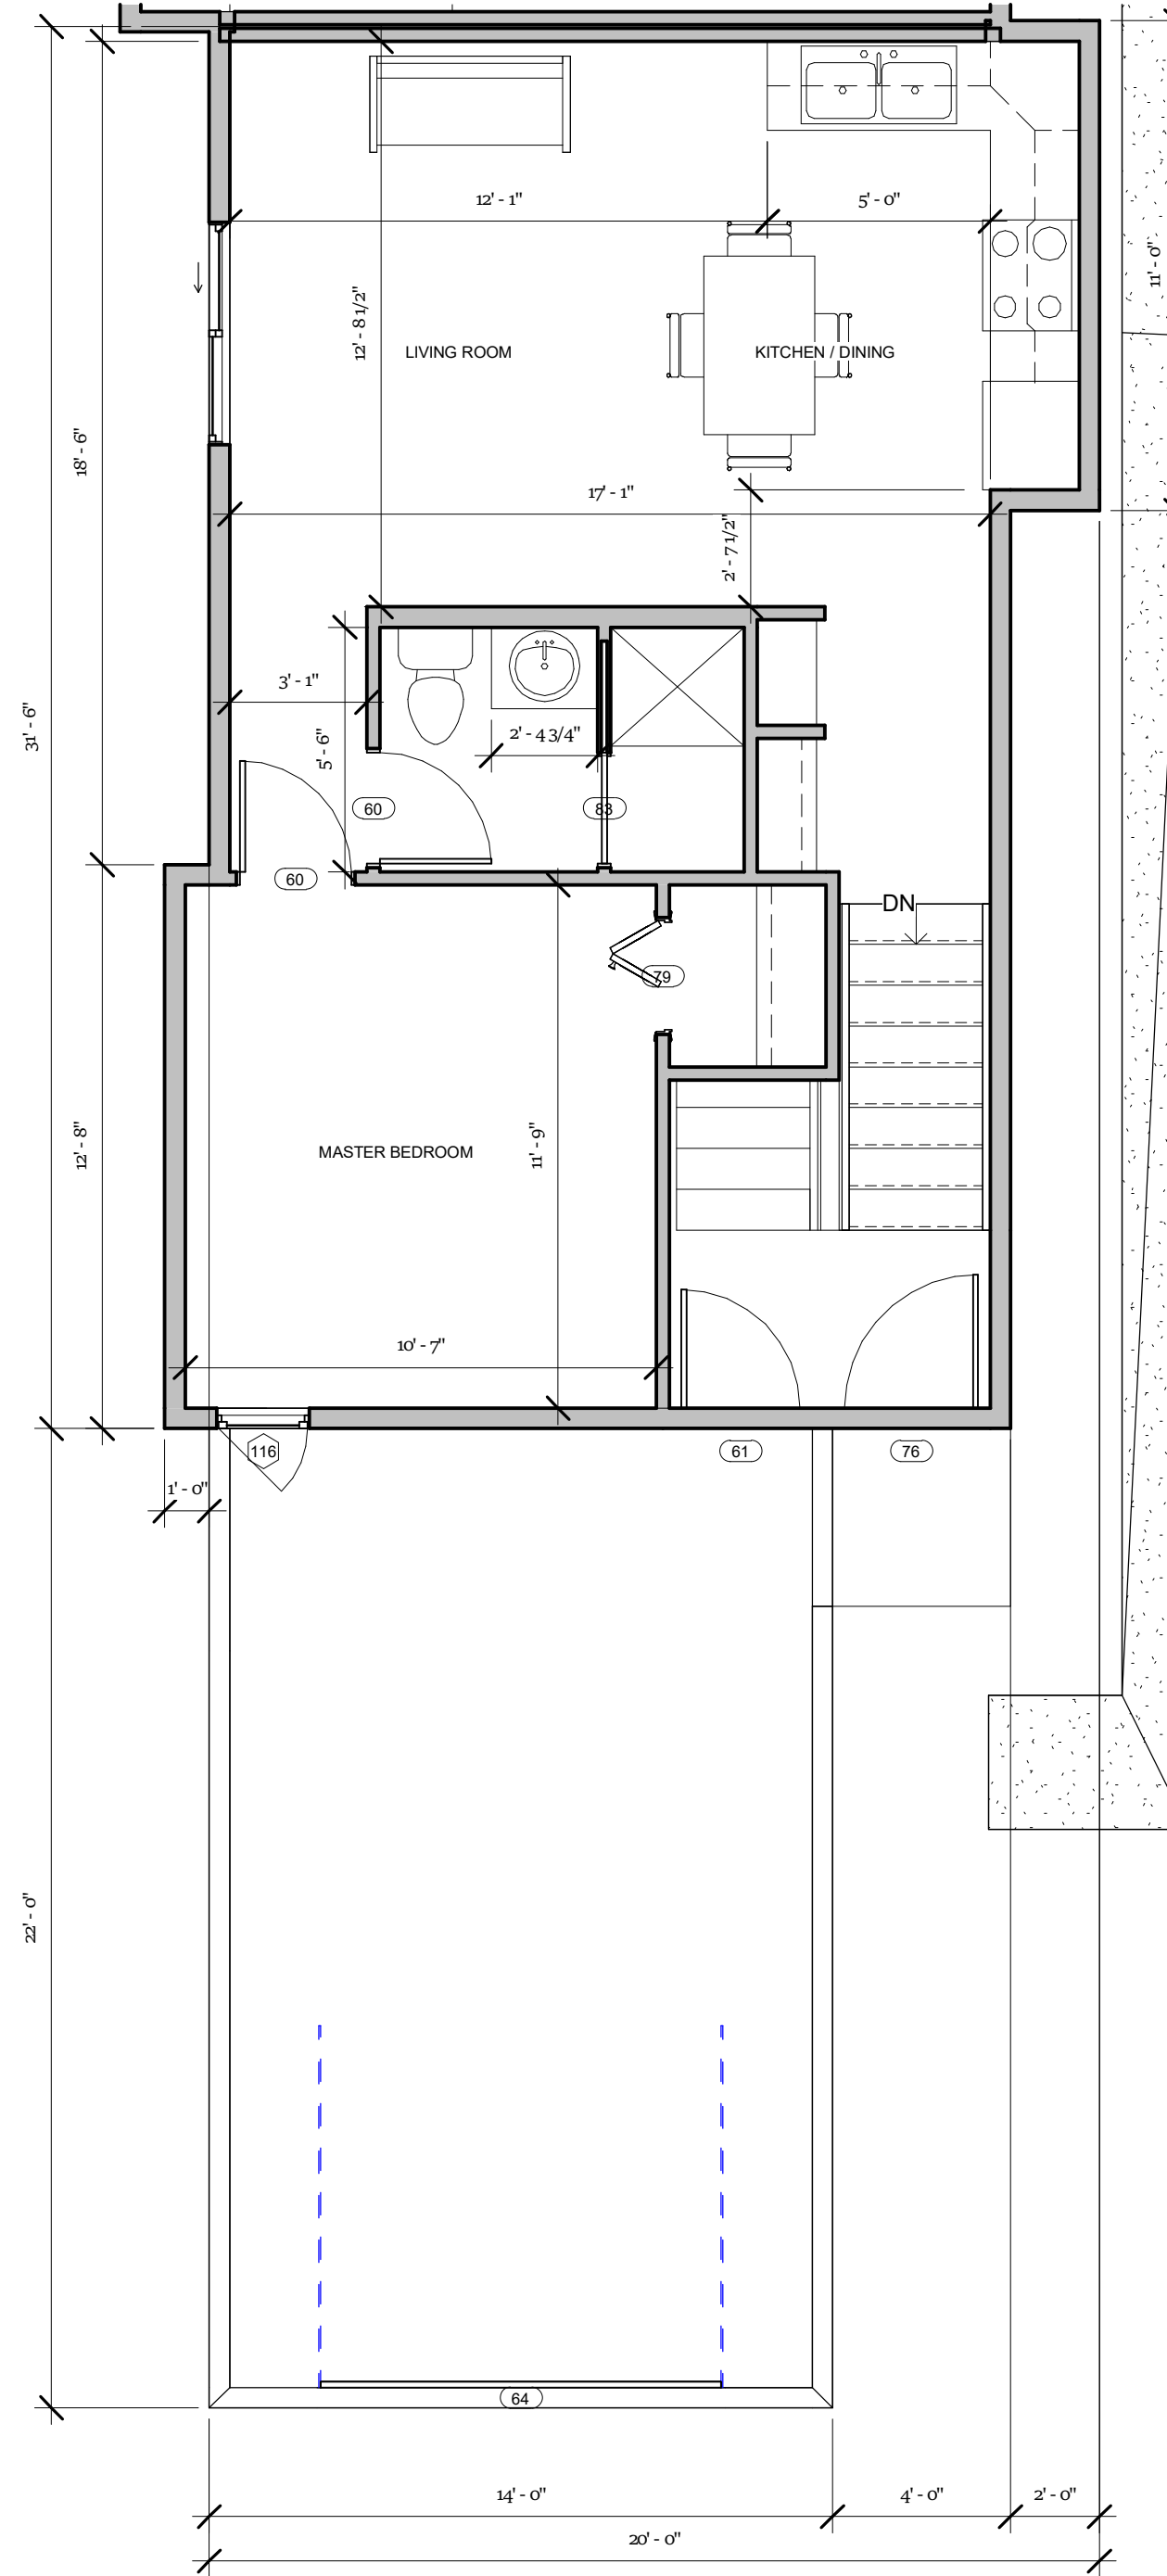 12' - 1"
5' - 0"
11' - 0"
12' - 8 1/2"
LIVING ROOM
KITCHEN / DINING
18' - 6"
17' - 1"
2' - 7 1/2"
3' - 1"
31' - 6"
5' - 6"
2' - 4 3/4"
60
83
60
DN
79
12' - 8"
11' - 9"
MASTER BEDROOM
10' - 7"
116
61
76
1' - 0"
22' - 0"
64
14' - 0"
4' - 0"
2' - 0"
20' - 0"